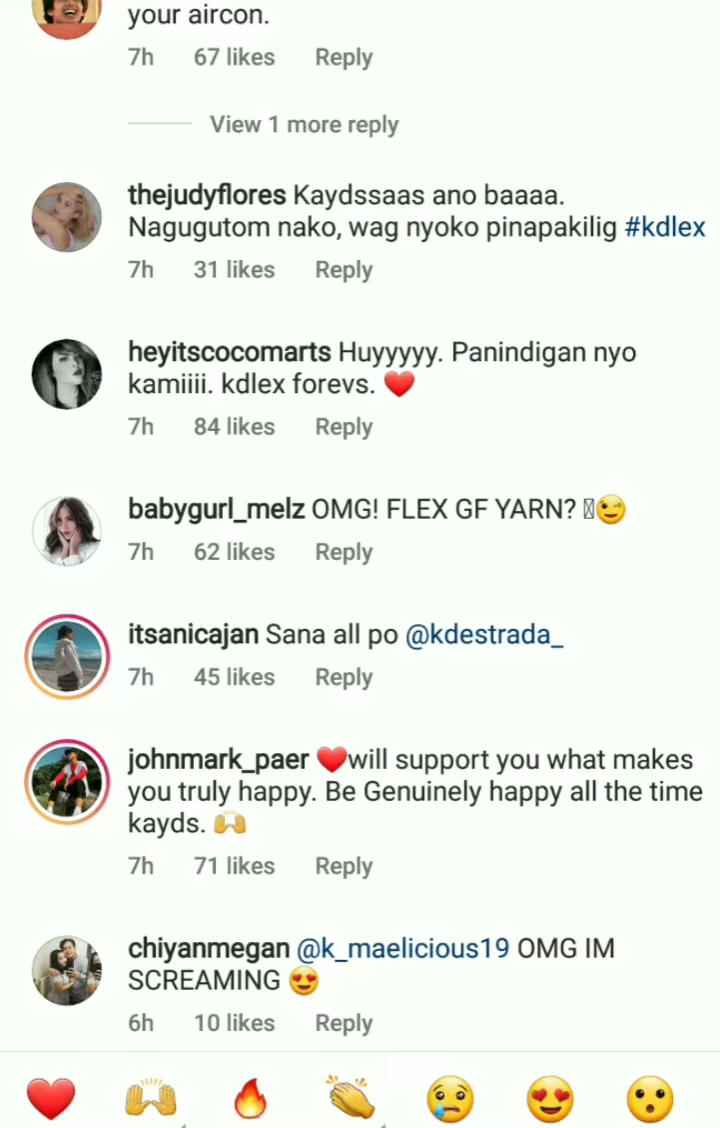 your aircon.
7h 67 likes Reply
View 1 more reply
thejudyflores Kaydssaas ano baaaa.
Nagugutom nako, wag nyoko pinapakilig #kdlex
7h 31 likes Reply
heyitscocomarts Huyyyyy. Panindigan nyo
kamiiii. kdlex forevs. ❤️
7h 84 likes Reply
babygurl_melz OMG! FLEX GF YARN? 😉
7h 62 likes Reply
itsanicajan Sana all po @kdestrada_
7h 45 likes Reply
johnmark_paer ❤️will support you what makes
you truly happy. Be Genuinely happy all the time
kayds. 🙌
7h 71 likes Reply
chiyanmegan @k_maelicious19 OMG IM
SCREAMING 😍
6h 10 likes Reply